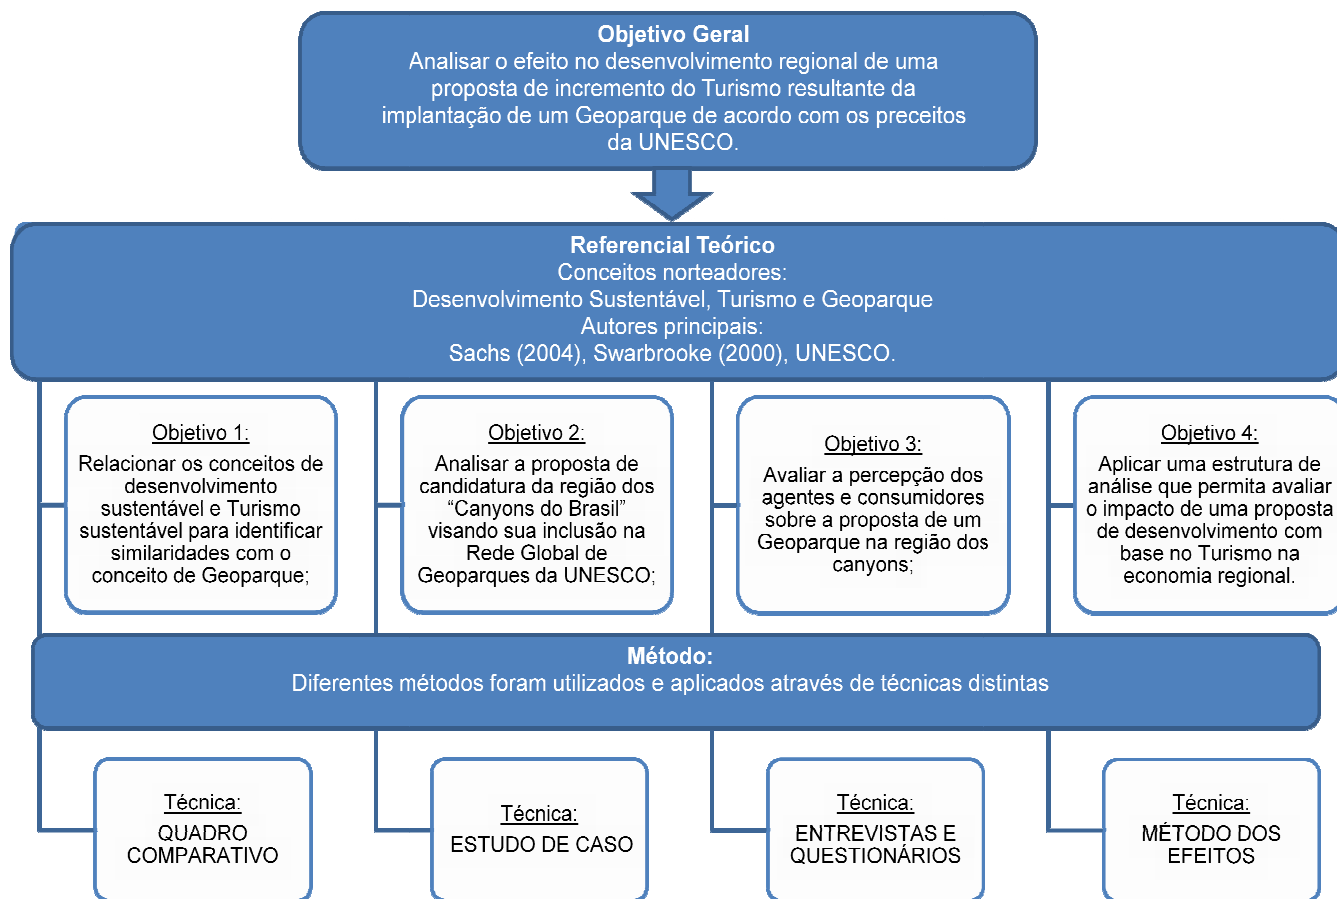 Objetivo Geral
Analisar o efeito no desenvolvimento regional de uma
proposta de incremento do Turismo resultante da
implantação de um Geoparque de acordo com os preceitos
da UNESCO.
Referencial Teórico
Conceitos norteadores:
Desenvolvimento Sustentável, Turismo e Geoparque
Autores principais:
Sachs (2004), Swarbrooke (2000), UNESCO.
Objetivo 1:
Relacionar os conceitos de
desenvolvimento
sustentável e Turismo
sustentável para identificar
similaridades com o
conceito de Geoparque;
Objetivo 2:
Analisar a proposta de
candidatura da região dos
“Canyons do Brasil”
visando sua inclusão na
Rede Global de
Geoparques da UNESCO;
Objetivo 3:
Avaliar a percepção dos
agentes e consumidores
sobre a proposta de um
Geoparque na região dos
canyons;
Objetivo 4:
Aplicar uma estrutura de
análise que permita avaliar
o impacto de uma proposta
de desenvolvimento com
base no Turismo na
economia regional.
Método:
Diferentes métodos foram utilizados e aplicados através de técnicas distintas
Técnica:
QUADRO
COMPARATIVO
Técnica:
ESTUDO DE CASO
Técnica:
ENTREVISTAS E
QUESTIONÁRIOS
Técnica:
MÉTODO DOS
EFEITOS